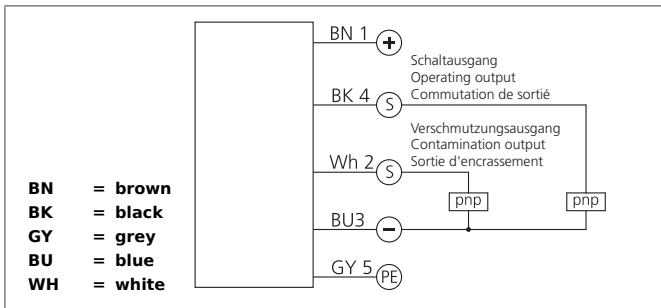 BN 1
+
Schaltausgang
Operating output
Commutation de sortié
BK 4
S
Verschmutzungsausgang
Contamination output
Sortie d'encrassement
Wh 2
S
pnp
pnp
BU3
−
GY 5
PE
BN = brown
BK = black
GY = grey
BU = blue
WH = white